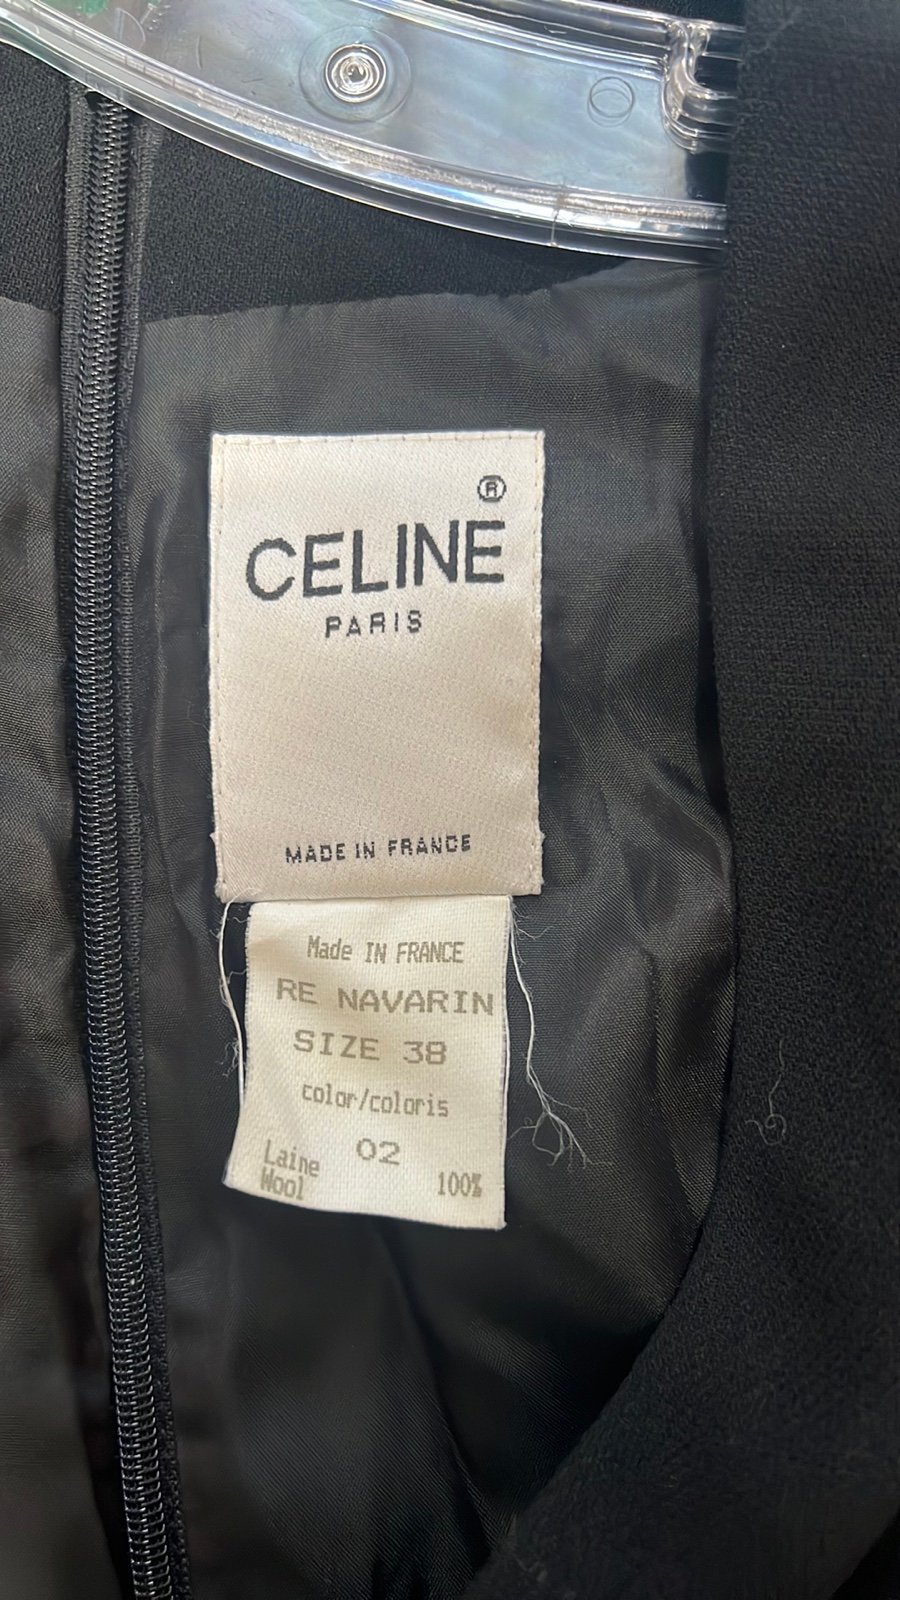 ®
CELINE
PARIS
MADE IN FRANCE
Made IN FRANCE
RE NAVARIN
SIZE 38
color/coloris
02
Laine
Wool 100%